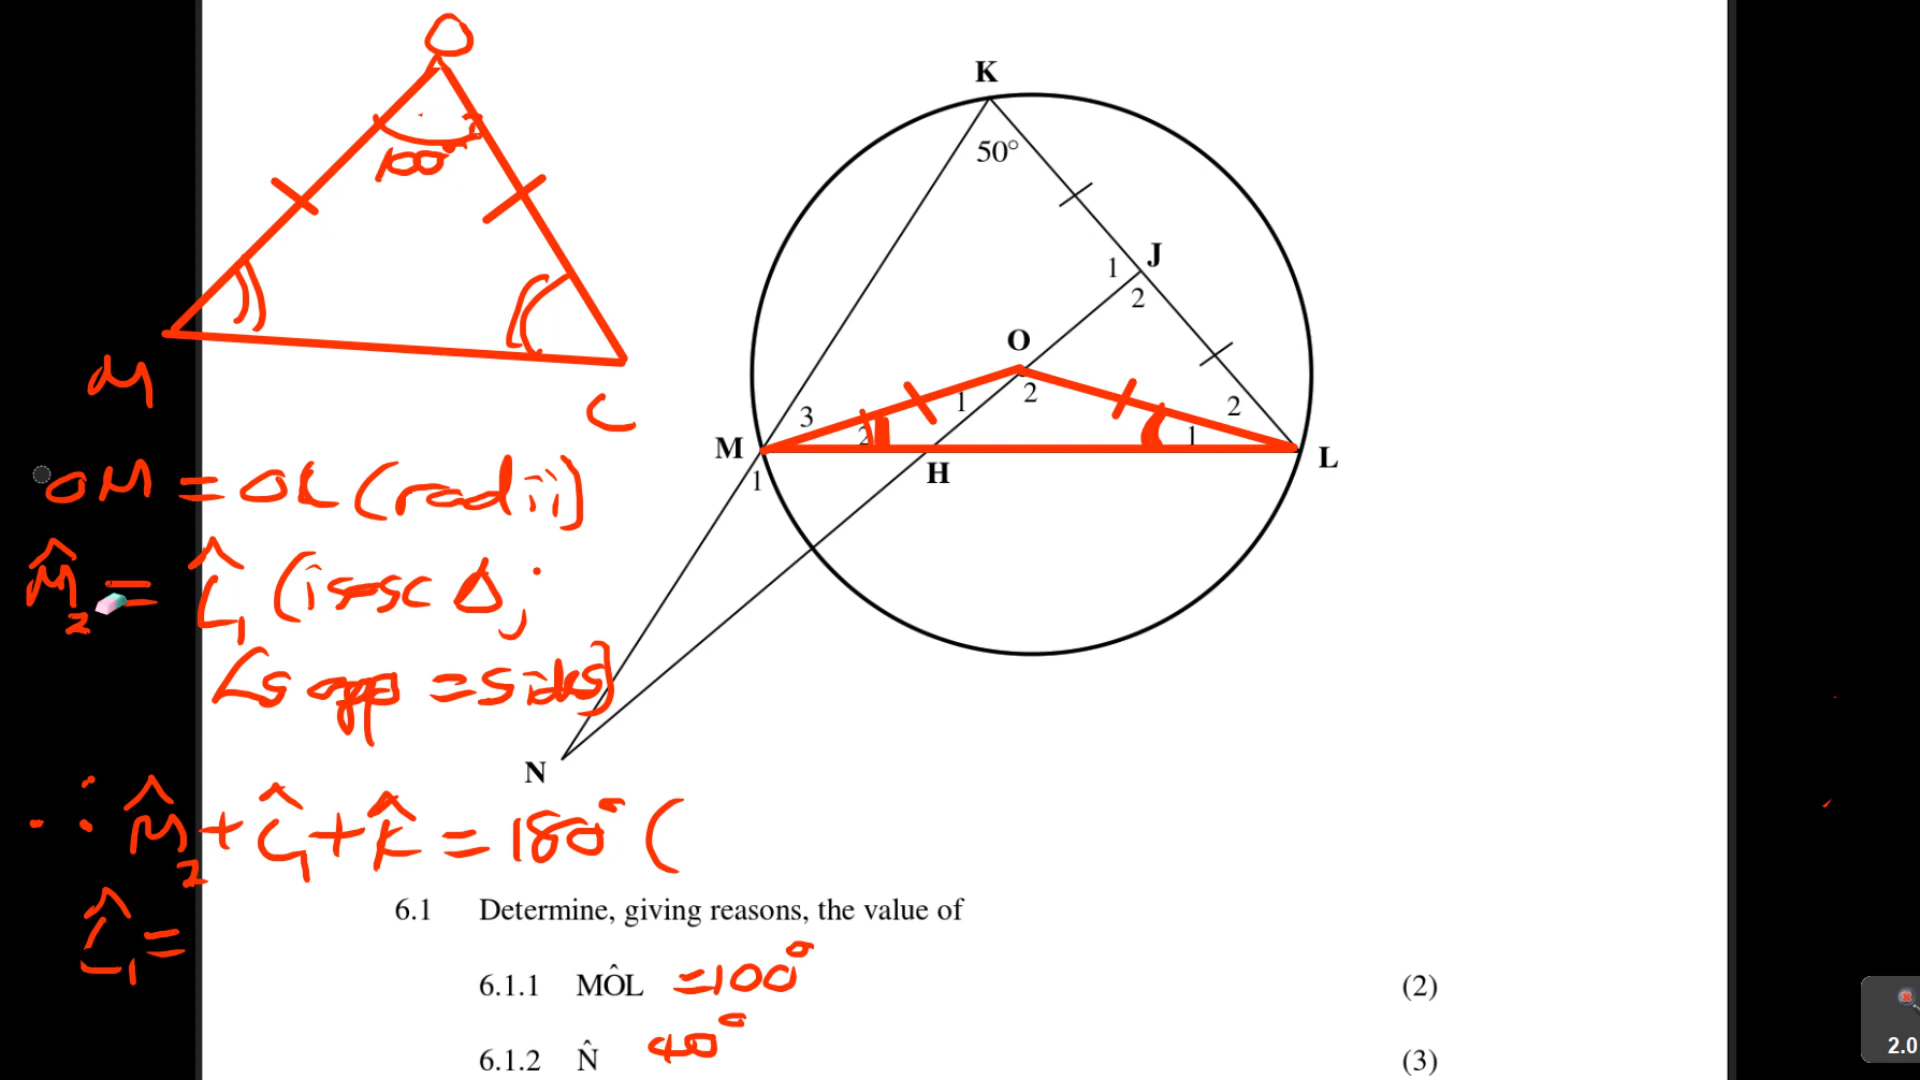 O
100°
M
L
OM = OL (radii)
M̂₂ = L̂₁ (isosc Δ;
∠s opp = sides)
∴ M̂₂ + L̂₁ + K̂ = 180° (
L̂₁ =
K
50°
J
1
2
O
3
1
2
2
2
1
M
H
L
1
N
6.1 Determine, giving reasons, the value of
6.1.1 MÔL = 100° (2)
6.1.2 N̂ 40° (3)
2.0